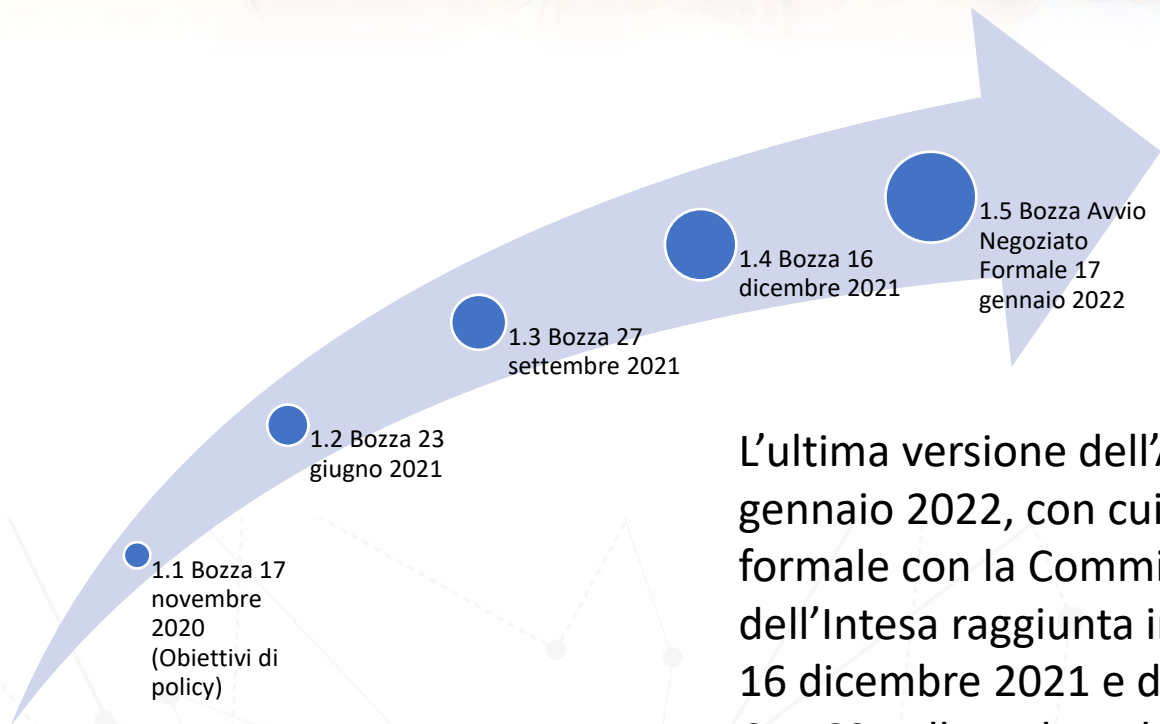 1.1 Bozza 17
novembre
2020
(Obiettivi di
policy)
1.2 Bozza 23
giugno 2021
1.3 Bozza 27
settembre 2021
1.4 Bozza 16
dicembre 2021
1.5 Bozza Avvio
Negoziato
Formale 17
gennaio 2022
L’ultima versione dell’
gennaio 2022, con cui
formale con la Commi
dell’Intesa raggiunta i
16 dicembre 2021 e d